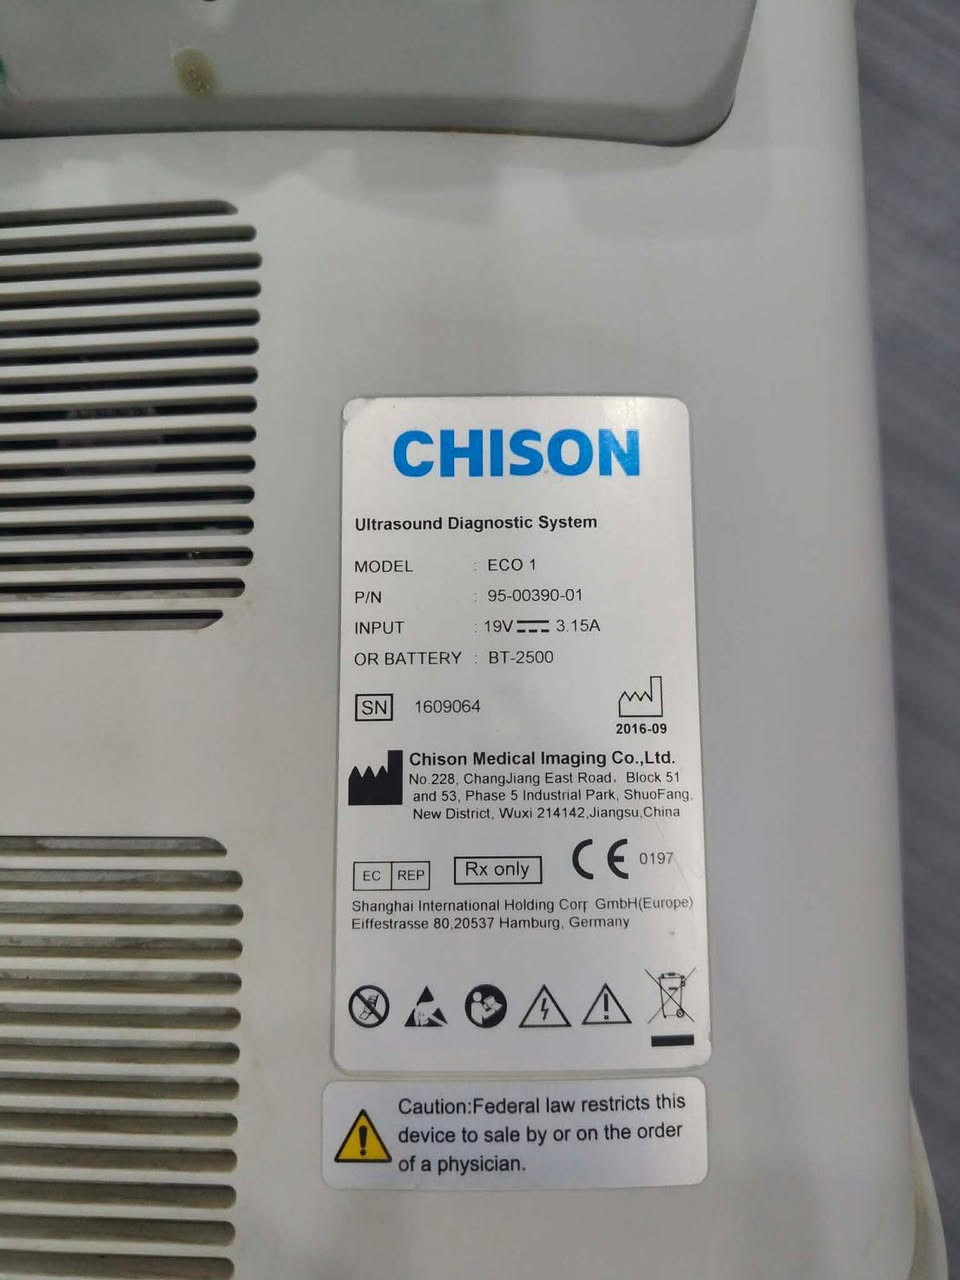 CHISON
Ultrasound Diagnostic System
MODEL : ECO 1
P/N : 95-00390-01
INPUT : 19V 3.15A
OR BATTERY : BT-2500
SN 1609064
2016-09
Chison Medical Imaging Co.,Ltd.
No.228, ChangJiang East Road, Block 51
and 53, Phase 5 Industrial Park, ShuoFang,
New District, Wuxi 214142,Jiangsu,China
EC REP Rx only CE 0197
Shanghai International Holding Corp GmbH(Europe)
Eiffestrasse 80,20537 Hamburg, Germany
Caution:Federal law restricts this
device to sale by or on the order
of a physician.